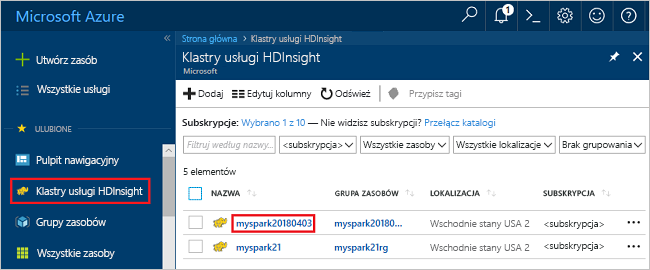 Microsoft Azure
1
?
Utwórz zasób
Wszystkie usługi
ULUBIONE
Pulpit nawigacyjny
Klastry usługi HDInsight
Grupy zasobów
Wszystkie zasoby
Strona główna > Klastry usługi HDInsight
Klastry usługi HDInsight
Microsoft
Dodaj Edytuj kolumny Odśwież Przypisz tagi
Subskrypcje: Wybrano 1 z 10 — Nie widzisz subskrypcji? Przełącz katalogi
Filtruj według nazwy... <subskrypcja> Wszystkie zasoby Wszystkie lokalizacje Brak grupowania
5 elementów
NAZWA GRUPA ZASOBÓW LOKALIZACJA SUBSKRYPCJA
myspark20180403 myspark20180... Wschodnie stany USA 2 <subskrypcja> ...
myspark21 myspark21rg Wschodnie stany USA 2 <subskrypcja> ...